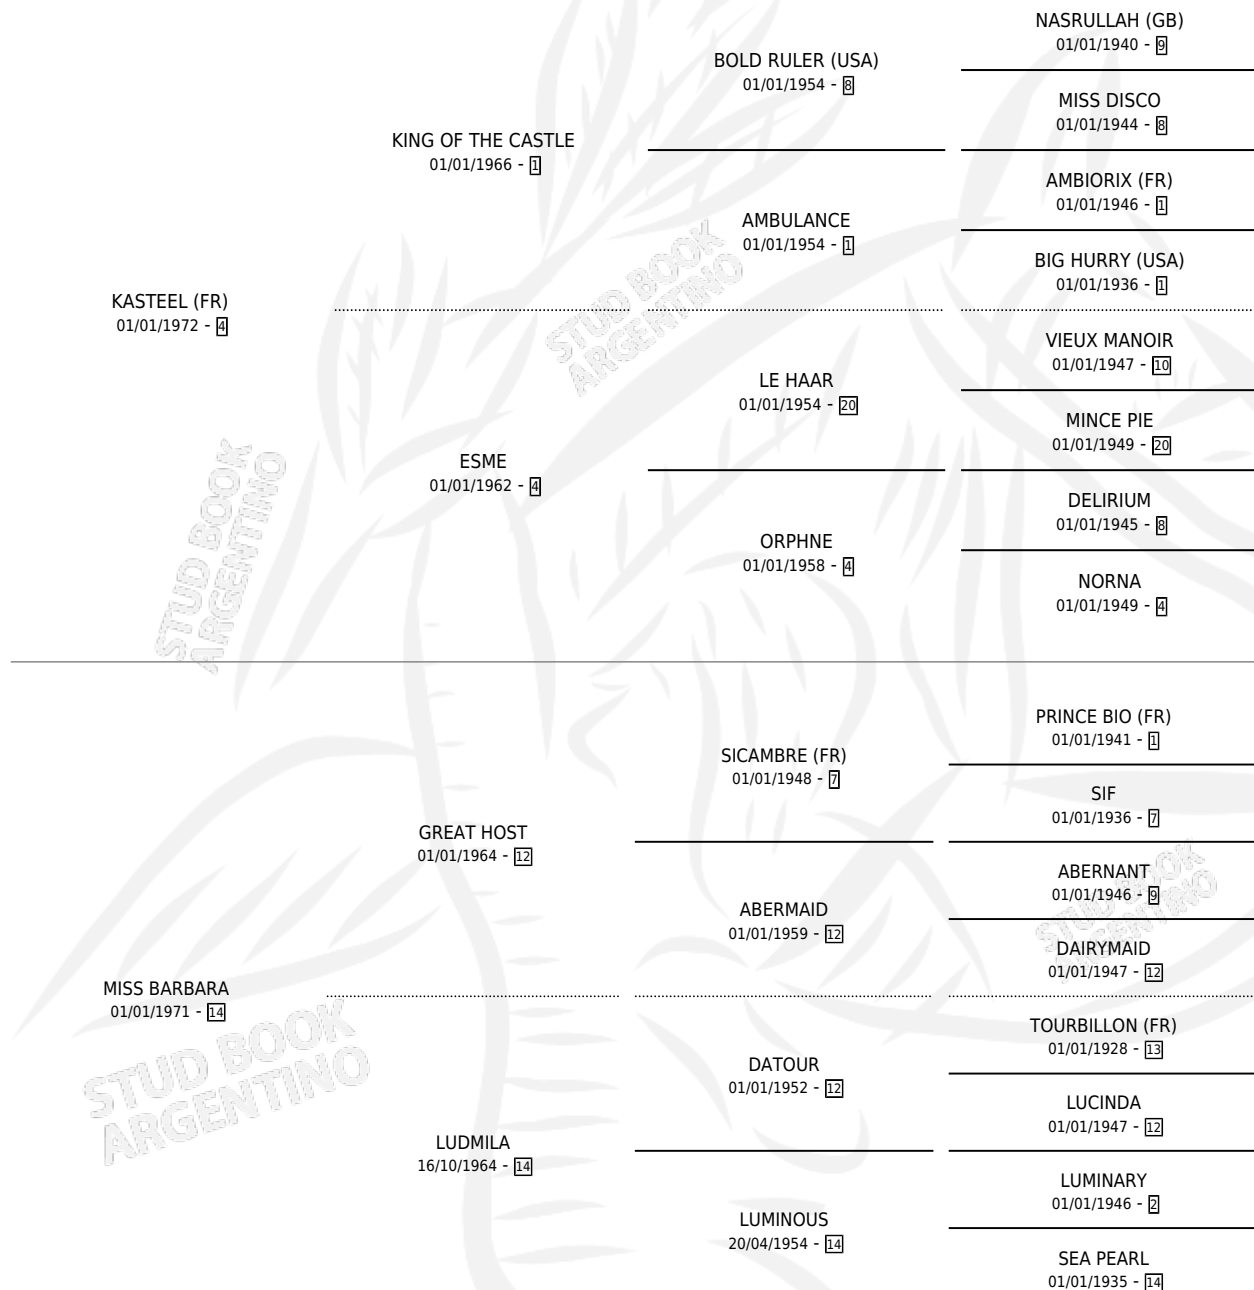 NASRULLAH (GB)
01/01/1940 - 9
BOLD RULER (USA)
01/01/1954 - 8
MISS DISCO
01/01/1944 - 8
KING OF THE CASTLE
01/01/1966 - 1
AMBIORIX (FR)
01/01/1946 - 1
AMBULANCE
01/01/1954 - 1
BIG HURRY (USA)
01/01/1936 - 1
KASTEEL (FR)
01/01/1972 - 4
VIEUX MANOIR
01/01/1947 - 10
LE HAAR
01/01/1954 - 20
MINCE PIE
01/01/1949 - 20
ESME
01/01/1962 - 4
DELIRIUM
01/01/1945 - 8
ORPHNE
01/01/1958 - 4
NORNA
01/01/1949 - 4
PRINCE BIO (FR)
01/01/1941 - 1
SICAMBRE (FR)
01/01/1948 - 7
SIF
01/01/1936 - 7
GREAT HOST
01/01/1964 - 12
ABERNANT
01/01/1946 - 9
ABERMAID
01/01/1959 - 12
DAIRYMAID
01/01/1947 - 12
MISS BARBARA
01/01/1971 - 14
TOURBILLON (FR)
01/01/1928 - 13
DATOUR
01/01/1952 - 12
LUCINDA
01/01/1947 - 12
LUDMILA
16/10/1964 - 14
LUMINARY
01/01/1946 - 2
LUMINOUS
20/04/1954 - 14
SEA PEARL
01/01/1935 - 14
STUD BOOK
ARGENTINO
STUD BOOK
ARGENTINO
STUD BOOK
ARGENTINO
STUD BOOK
ARGENTINO